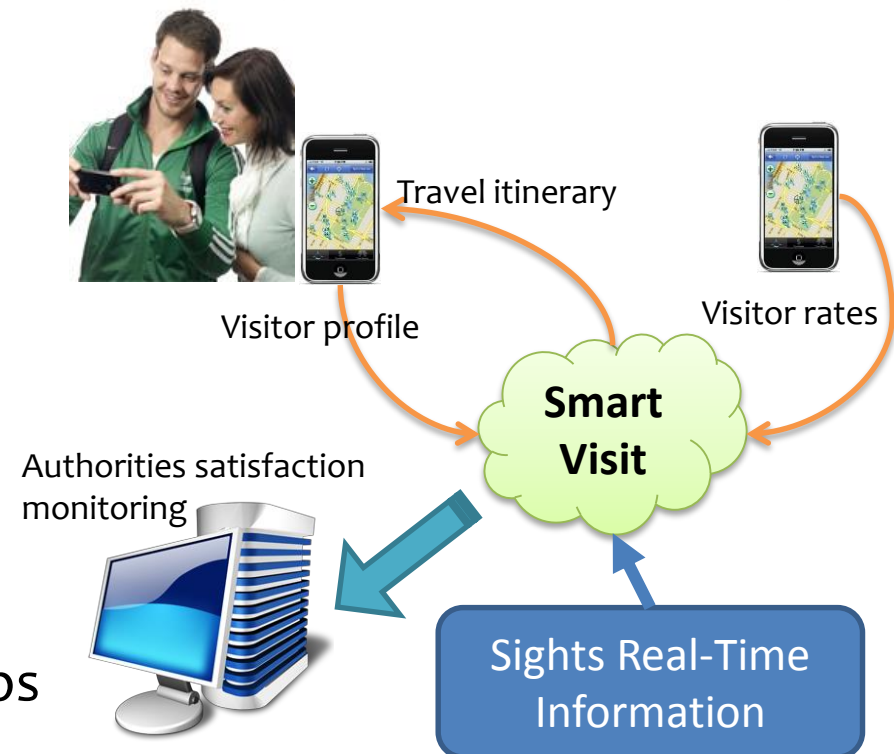 Travel itinerary
Visitor profile
Visitor rates
Smart
Visit
Authorities satisfaction
monitoring
Sights Real-Time
Information